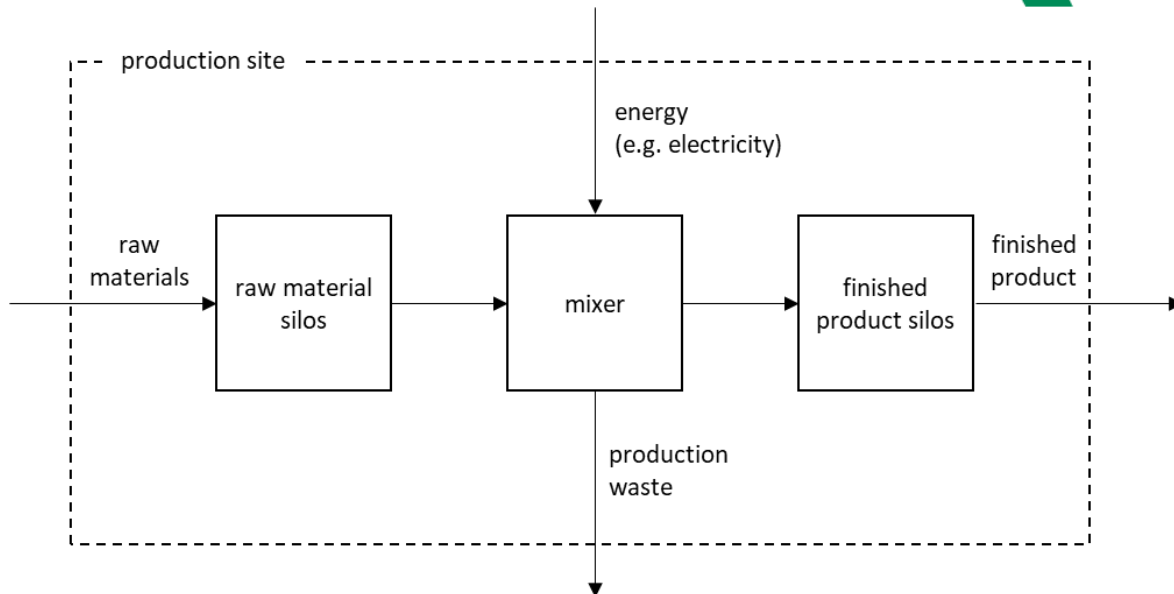 production site
energy
(e.g. electricity)
raw
materials
raw material
silos
mixer
finished
product silos
finished
product
production
waste